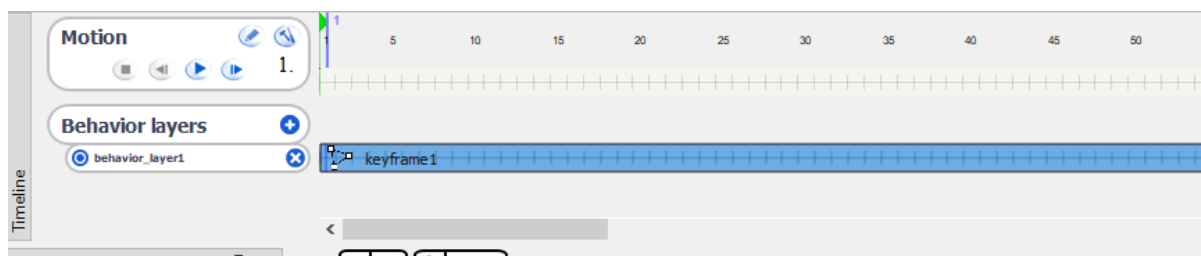 Timeline
Motion
1.
1
1 5 10 15 20 25 30 35 40 45 50
Behavior layers
behavior_layer1
keyframe1